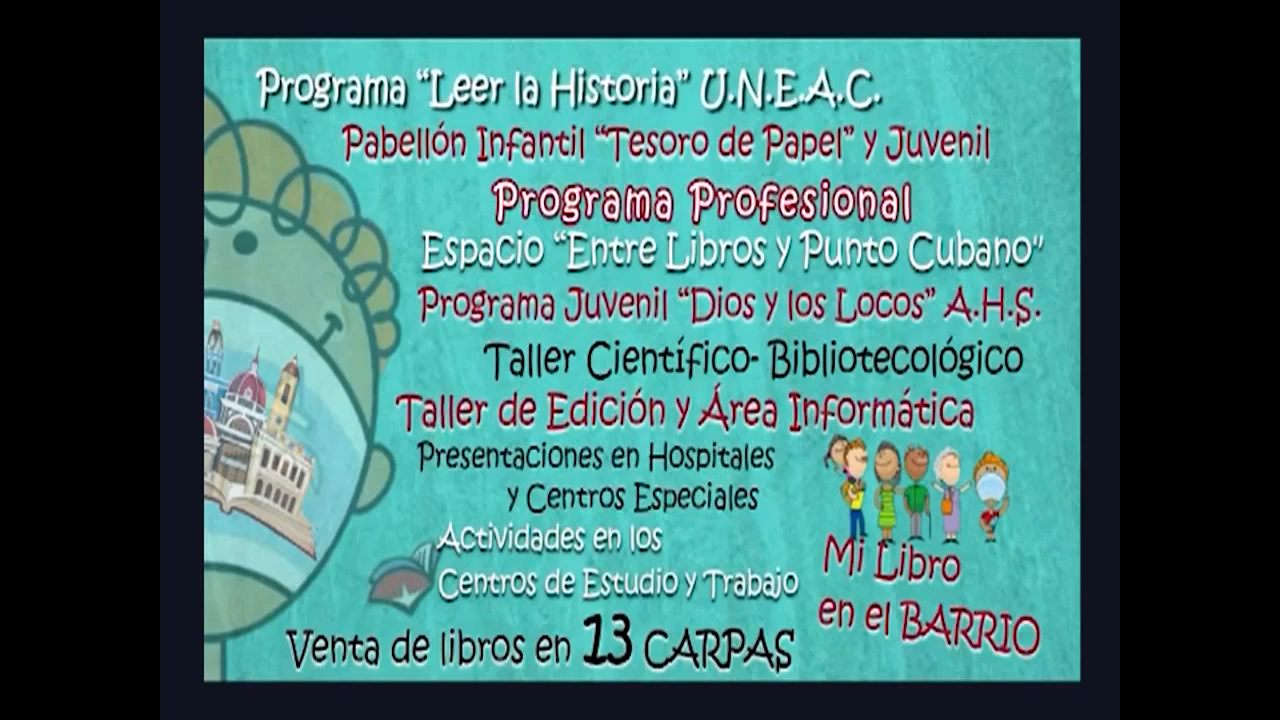 Programa “Leer la Historia” U.N.E.A.C.
Pabellón Infantil “Tesoro de Papel” y Juvenil
Programa Profesional
Espacio “Entre Libros y Punto Cubano”
Programa Juvenil “Dios y los Locos” A.H.S.
Taller Científico- Bibliotecológico
Taller de Edición y Área Informática
Presentaciones en Hospitales
y Centros Especiales
Actividades en los
Centros de Estudio y Trabajo
Mi Libro
en el BARRIO
Venta de libros en 13 CARPAS